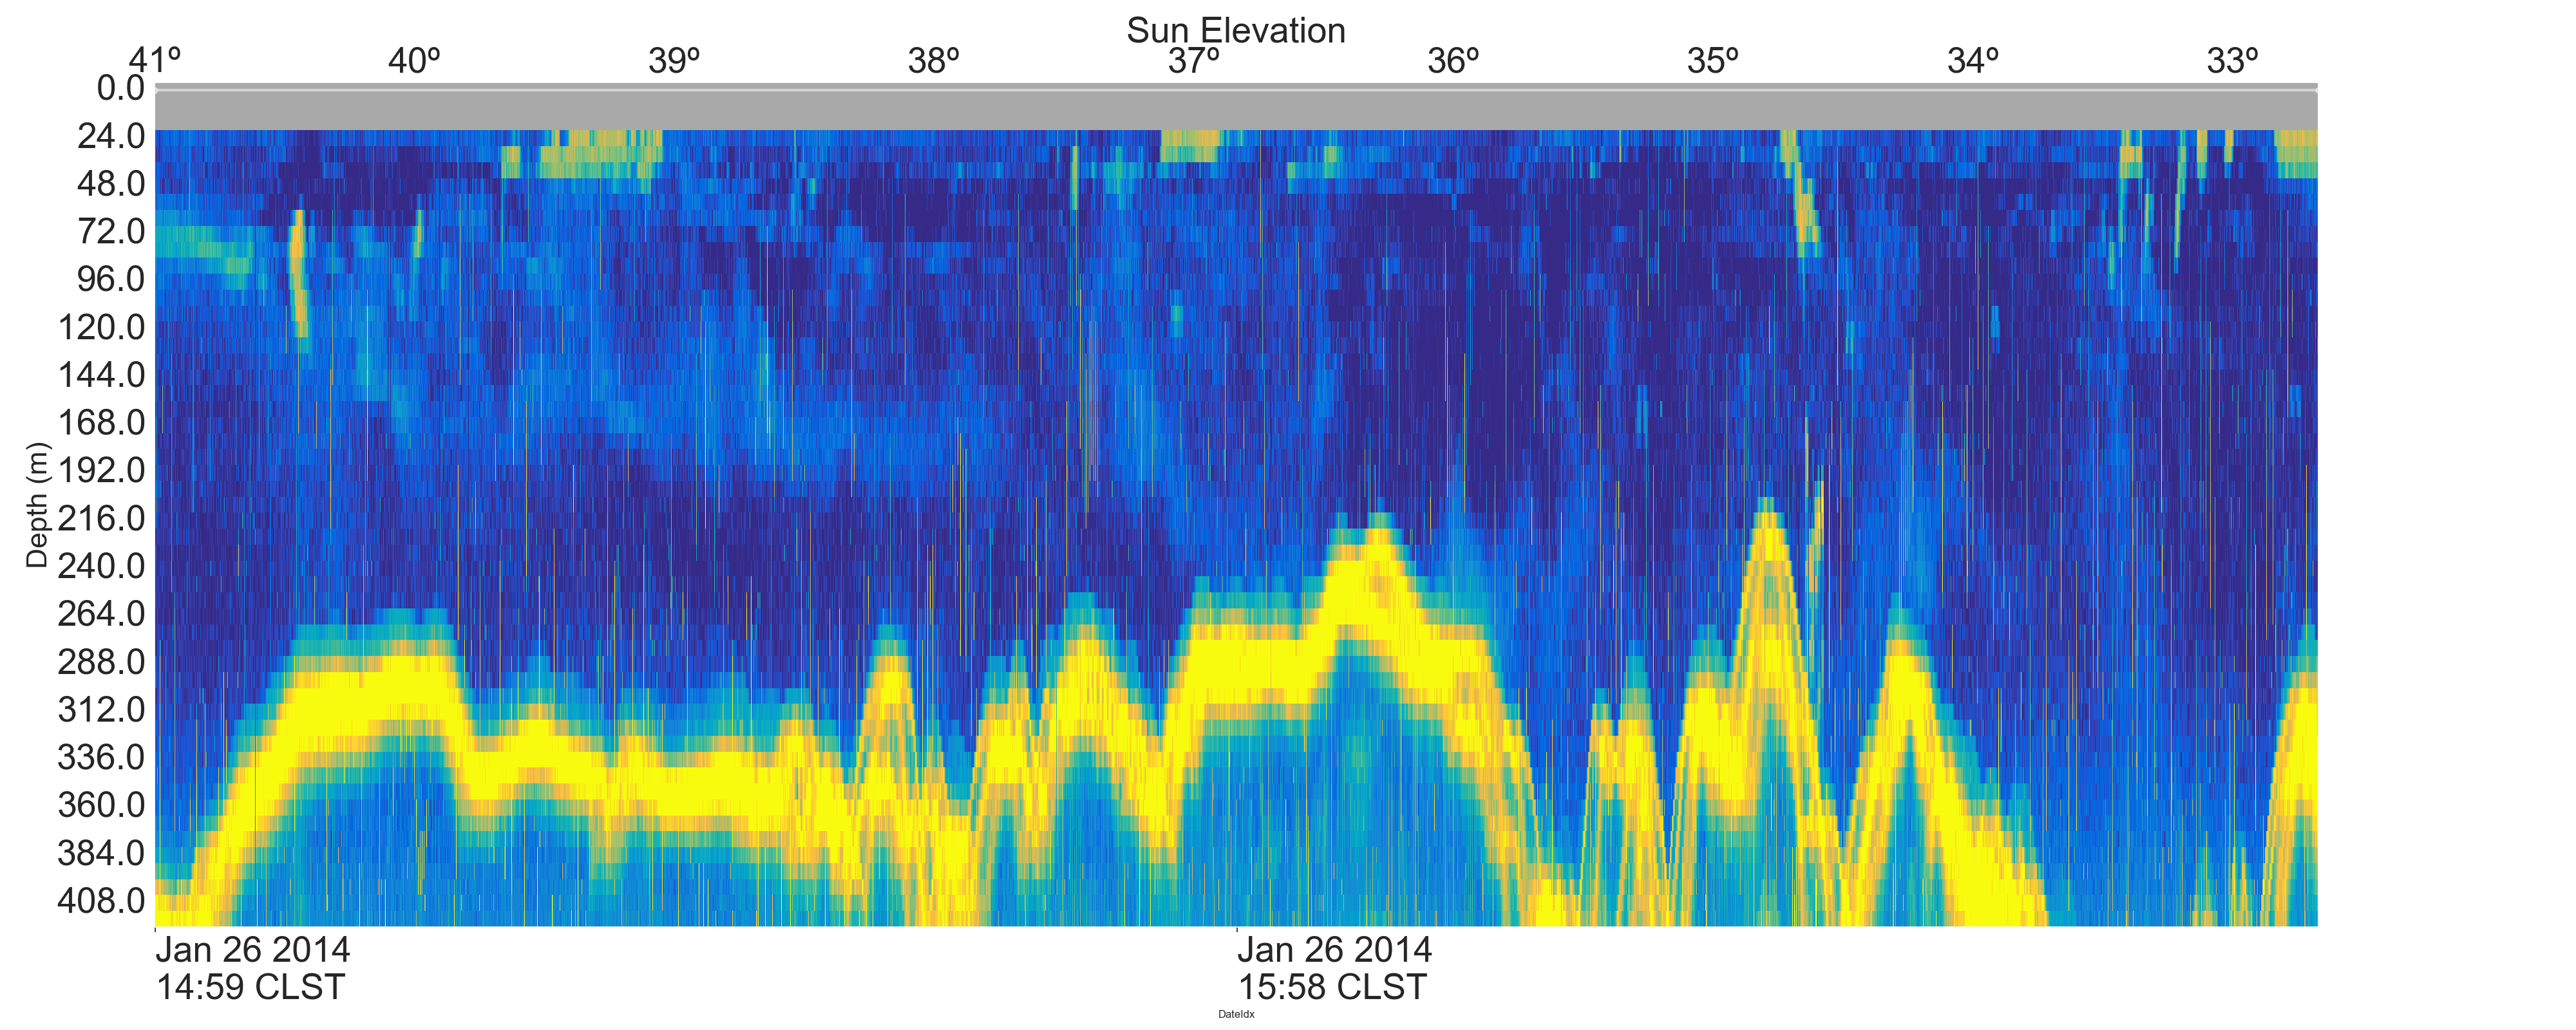 Sun Elevation
41º 40º 39º 38º 37º 36º 35º 34º 33º
0.0
24.0
48.0
72.0
96.0
120.0
144.0
168.0
192.0
216.0
240.0
264.0
288.0
312.0
336.0
360.0
384.0
408.0
Depth (m)
Jan 26 2014
14:59 CLST
Jan 26 2014
15:58 CLST
DateIdx